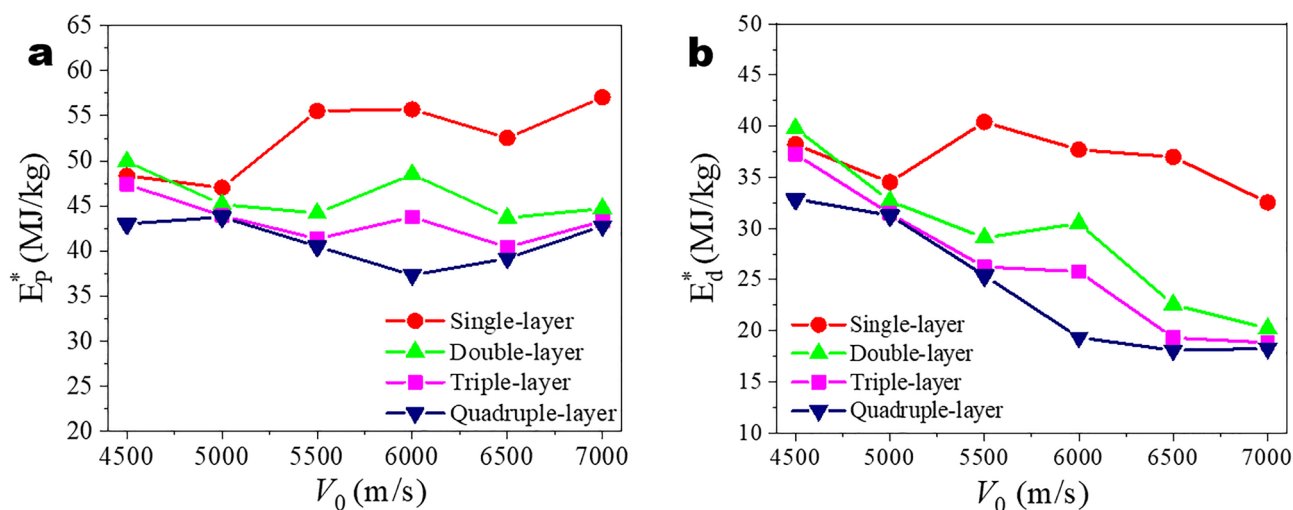 a
65
60
55
50
45
40
35
30
25
20
E*P (MJ/kg)
Single-layer
Double-layer
Triple-layer
Quadruple-layer
4500 5000 5500 6000 6500 7000
V0 (m/s)
b
50
45
40
35
30
25
20
15
10
E*d (MJ/kg)
Single-layer
Double-layer
Triple-layer
Quadruple-layer
4500 5000 5500 6000 6500 7000
V0 (m/s)